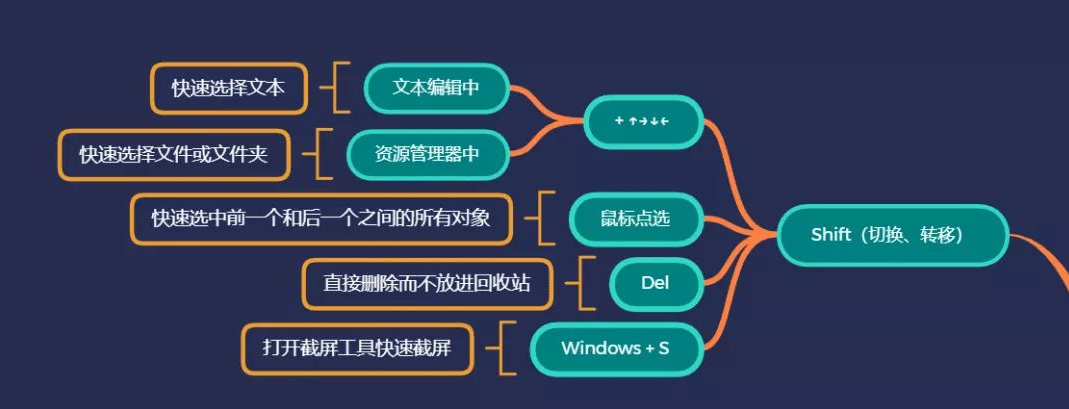 快速选择文本
文本编辑中
+ ↑→↓←
快速选择文件或文件夹
资源管理器中
快速选中前一个和后一个之间的所有对象
鼠标点选
Shift（切换、转移）
直接删除而不放进回收站
Del
打开截屏工具快速截屏
Windows + S